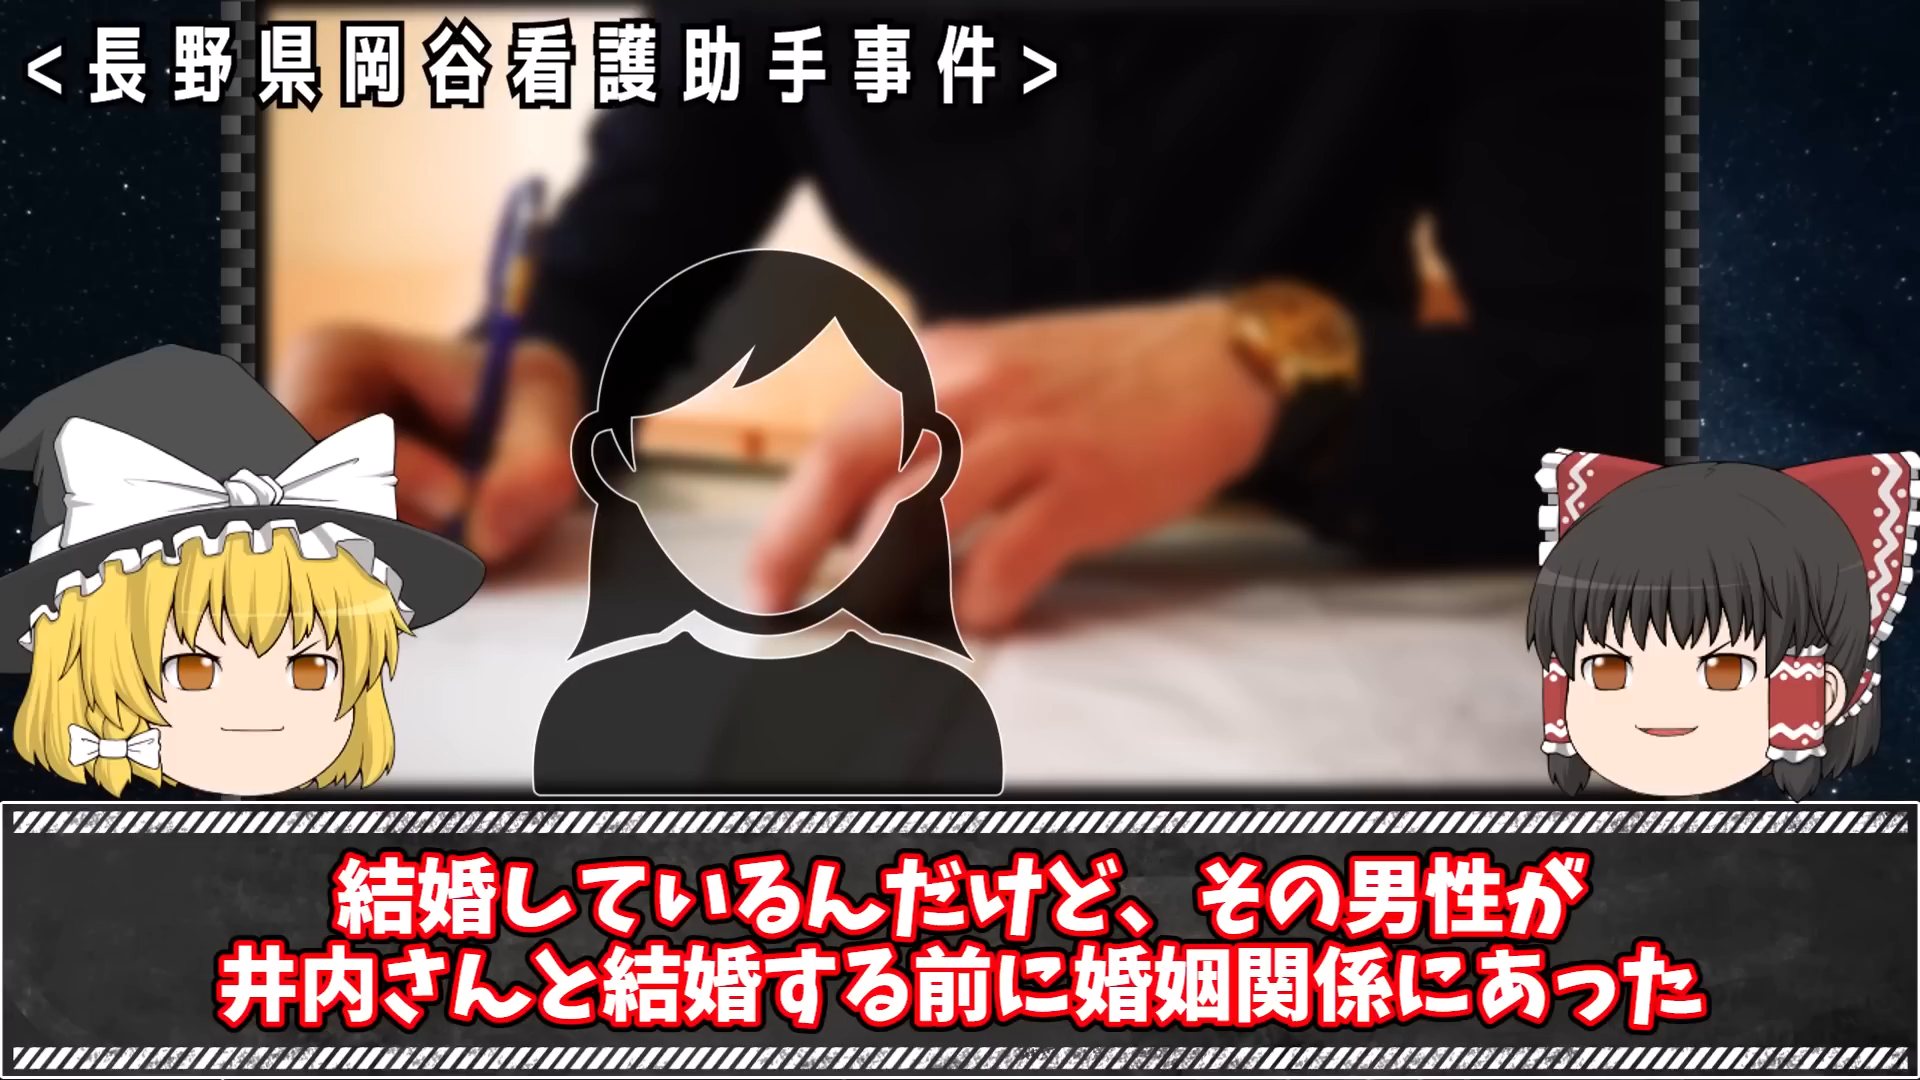 <長野県岡谷看護助手事件>
結婚しているんだけど、その男性が
井内さんと結婚する前に婚姻関係にあった